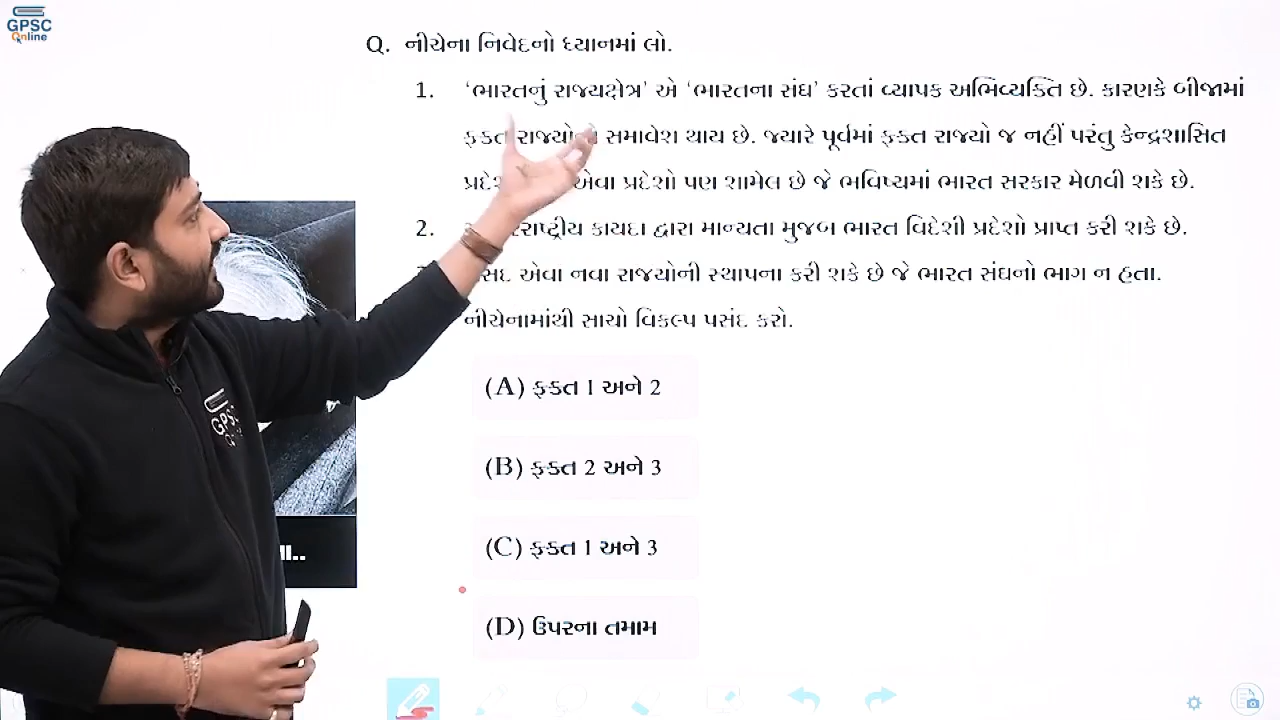 GPSC
Online
Q. નીચેના નિવેદનો ધ્યાનમાં લો.
1. ‘ભારતનું રાજ્યક્ષેત્ર’ એ ‘ભારતના સંઘ’ કરતાં વ્યાપક અભિવ્યક્તિ છે. કારણકે બીજામાં
ફક્ત સમાવેશ થાય છે. જ્યારે પૂર્વમાં ફક્ત રાજ્યો જ નહીં પરંતુ કેન્દ્રશાસિત
એવા પ્રદેશો પણ શામેલ છે જે ભવિષ્યમાં ભારત સરકાર મેળવી શકે છે.
2. કાયદા દ્વારા માન્યતા મુજબ ભારત વિદેશી પ્રદેશો પ્રાપ્ત કરી શકે છે.
એવા નવા રાજયોની સ્થાપના કરી શકે છે જે ભારત સંઘનો ભાગ ન હતા.
નીચેનામાંથી સાચો વિકલ્પ પસંદ કરો.
(A) ફક્ત 1 અને 2
(B) ફક્ત 2 અને 3
(C) ફક્ત 1 અને 3
(D) ઉપરના તમામ
GPSC